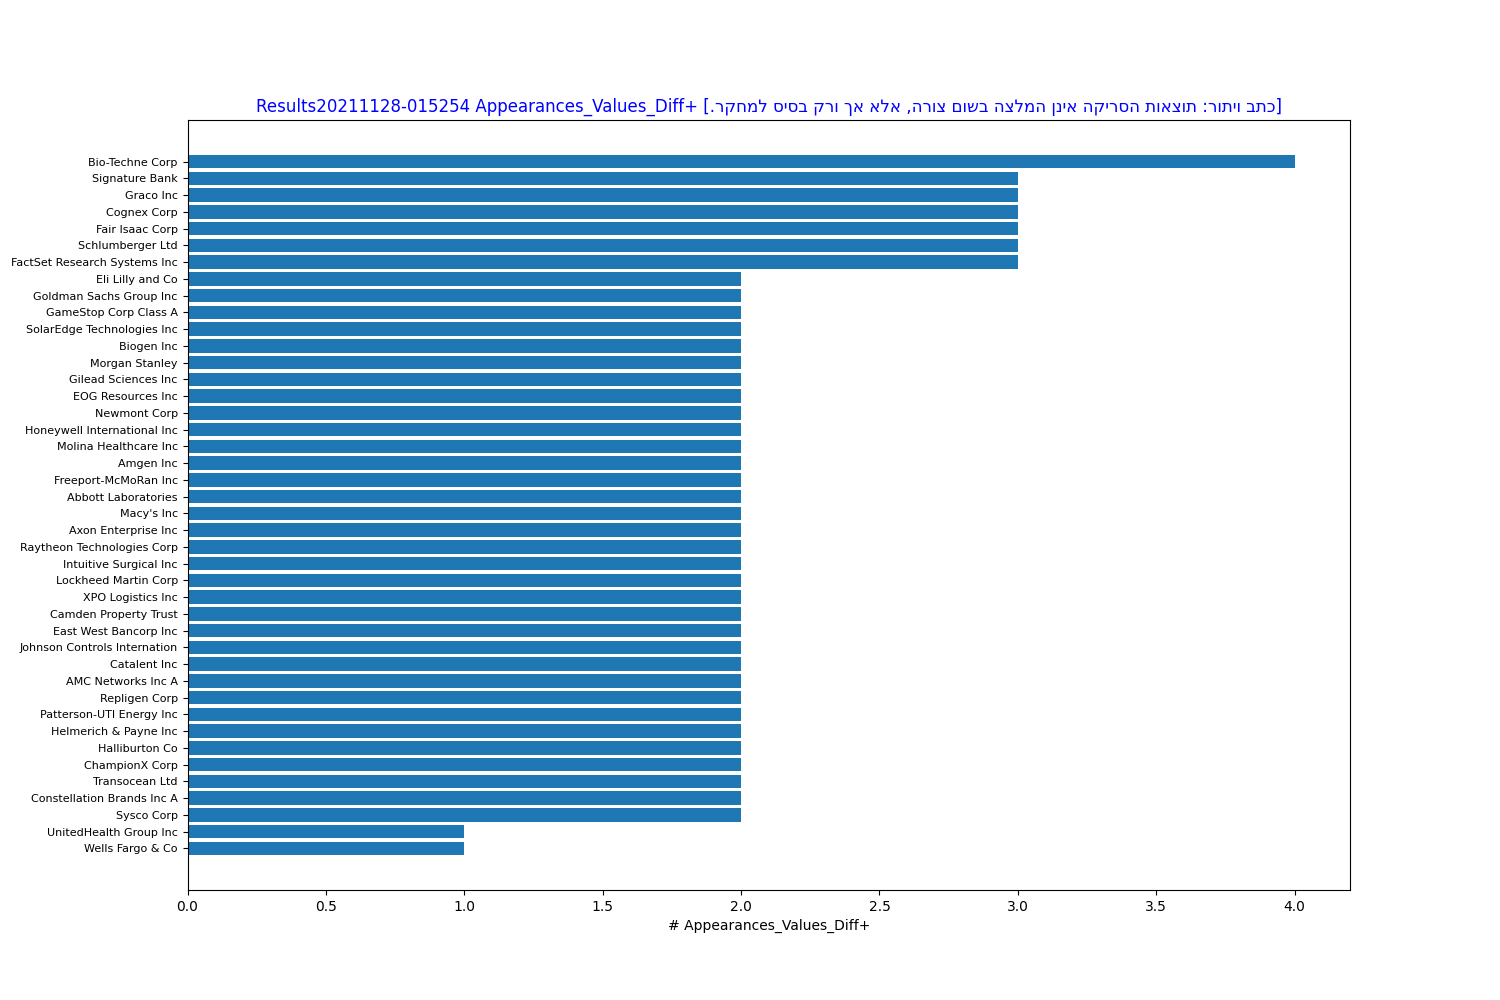 Results20211128-015254 Appearances_Values_Diff+ [כתב ויתור: תוצאות הסריקה אינן המלצה בשום צורה, אלא אך ורק בסיס למחקר.]
Bio-Techne Corp
Signature Bank
Graco Inc
Cognex Corp
Fair Isaac Corp
Schlumberger Ltd
FactSet Research Systems Inc
Eli Lilly and Co
Goldman Sachs Group Inc
GameStop Corp Class A
SolarEdge Technologies Inc
Biogen Inc
Morgan Stanley
Gilead Sciences Inc
EOG Resources Inc
Newmont Corp
Honeywell International Inc
Molina Healthcare Inc
Amgen Inc
Freeport-McMoRan Inc
Abbott Laboratories
Macy's Inc
Axon Enterprise Inc
Raytheon Technologies Corp
Intuitive Surgical Inc
Lockheed Martin Corp
XPO Logistics Inc
Camden Property Trust
East West Bancorp Inc
Johnson Controls Internation
Catalent Inc
AMC Networks Inc A
Repligen Corp
Patterson-UTI Energy Inc
Helmerich & Payne Inc
Halliburton Co
ChampionX Corp
Transocean Ltd
Constellation Brands Inc A
Sysco Corp
UnitedHealth Group Inc
Wells Fargo & Co
0.0 0.5 1.0 1.5 2.0 2.5 3.0 3.5 4.0
# Appearances_Values_Diff+